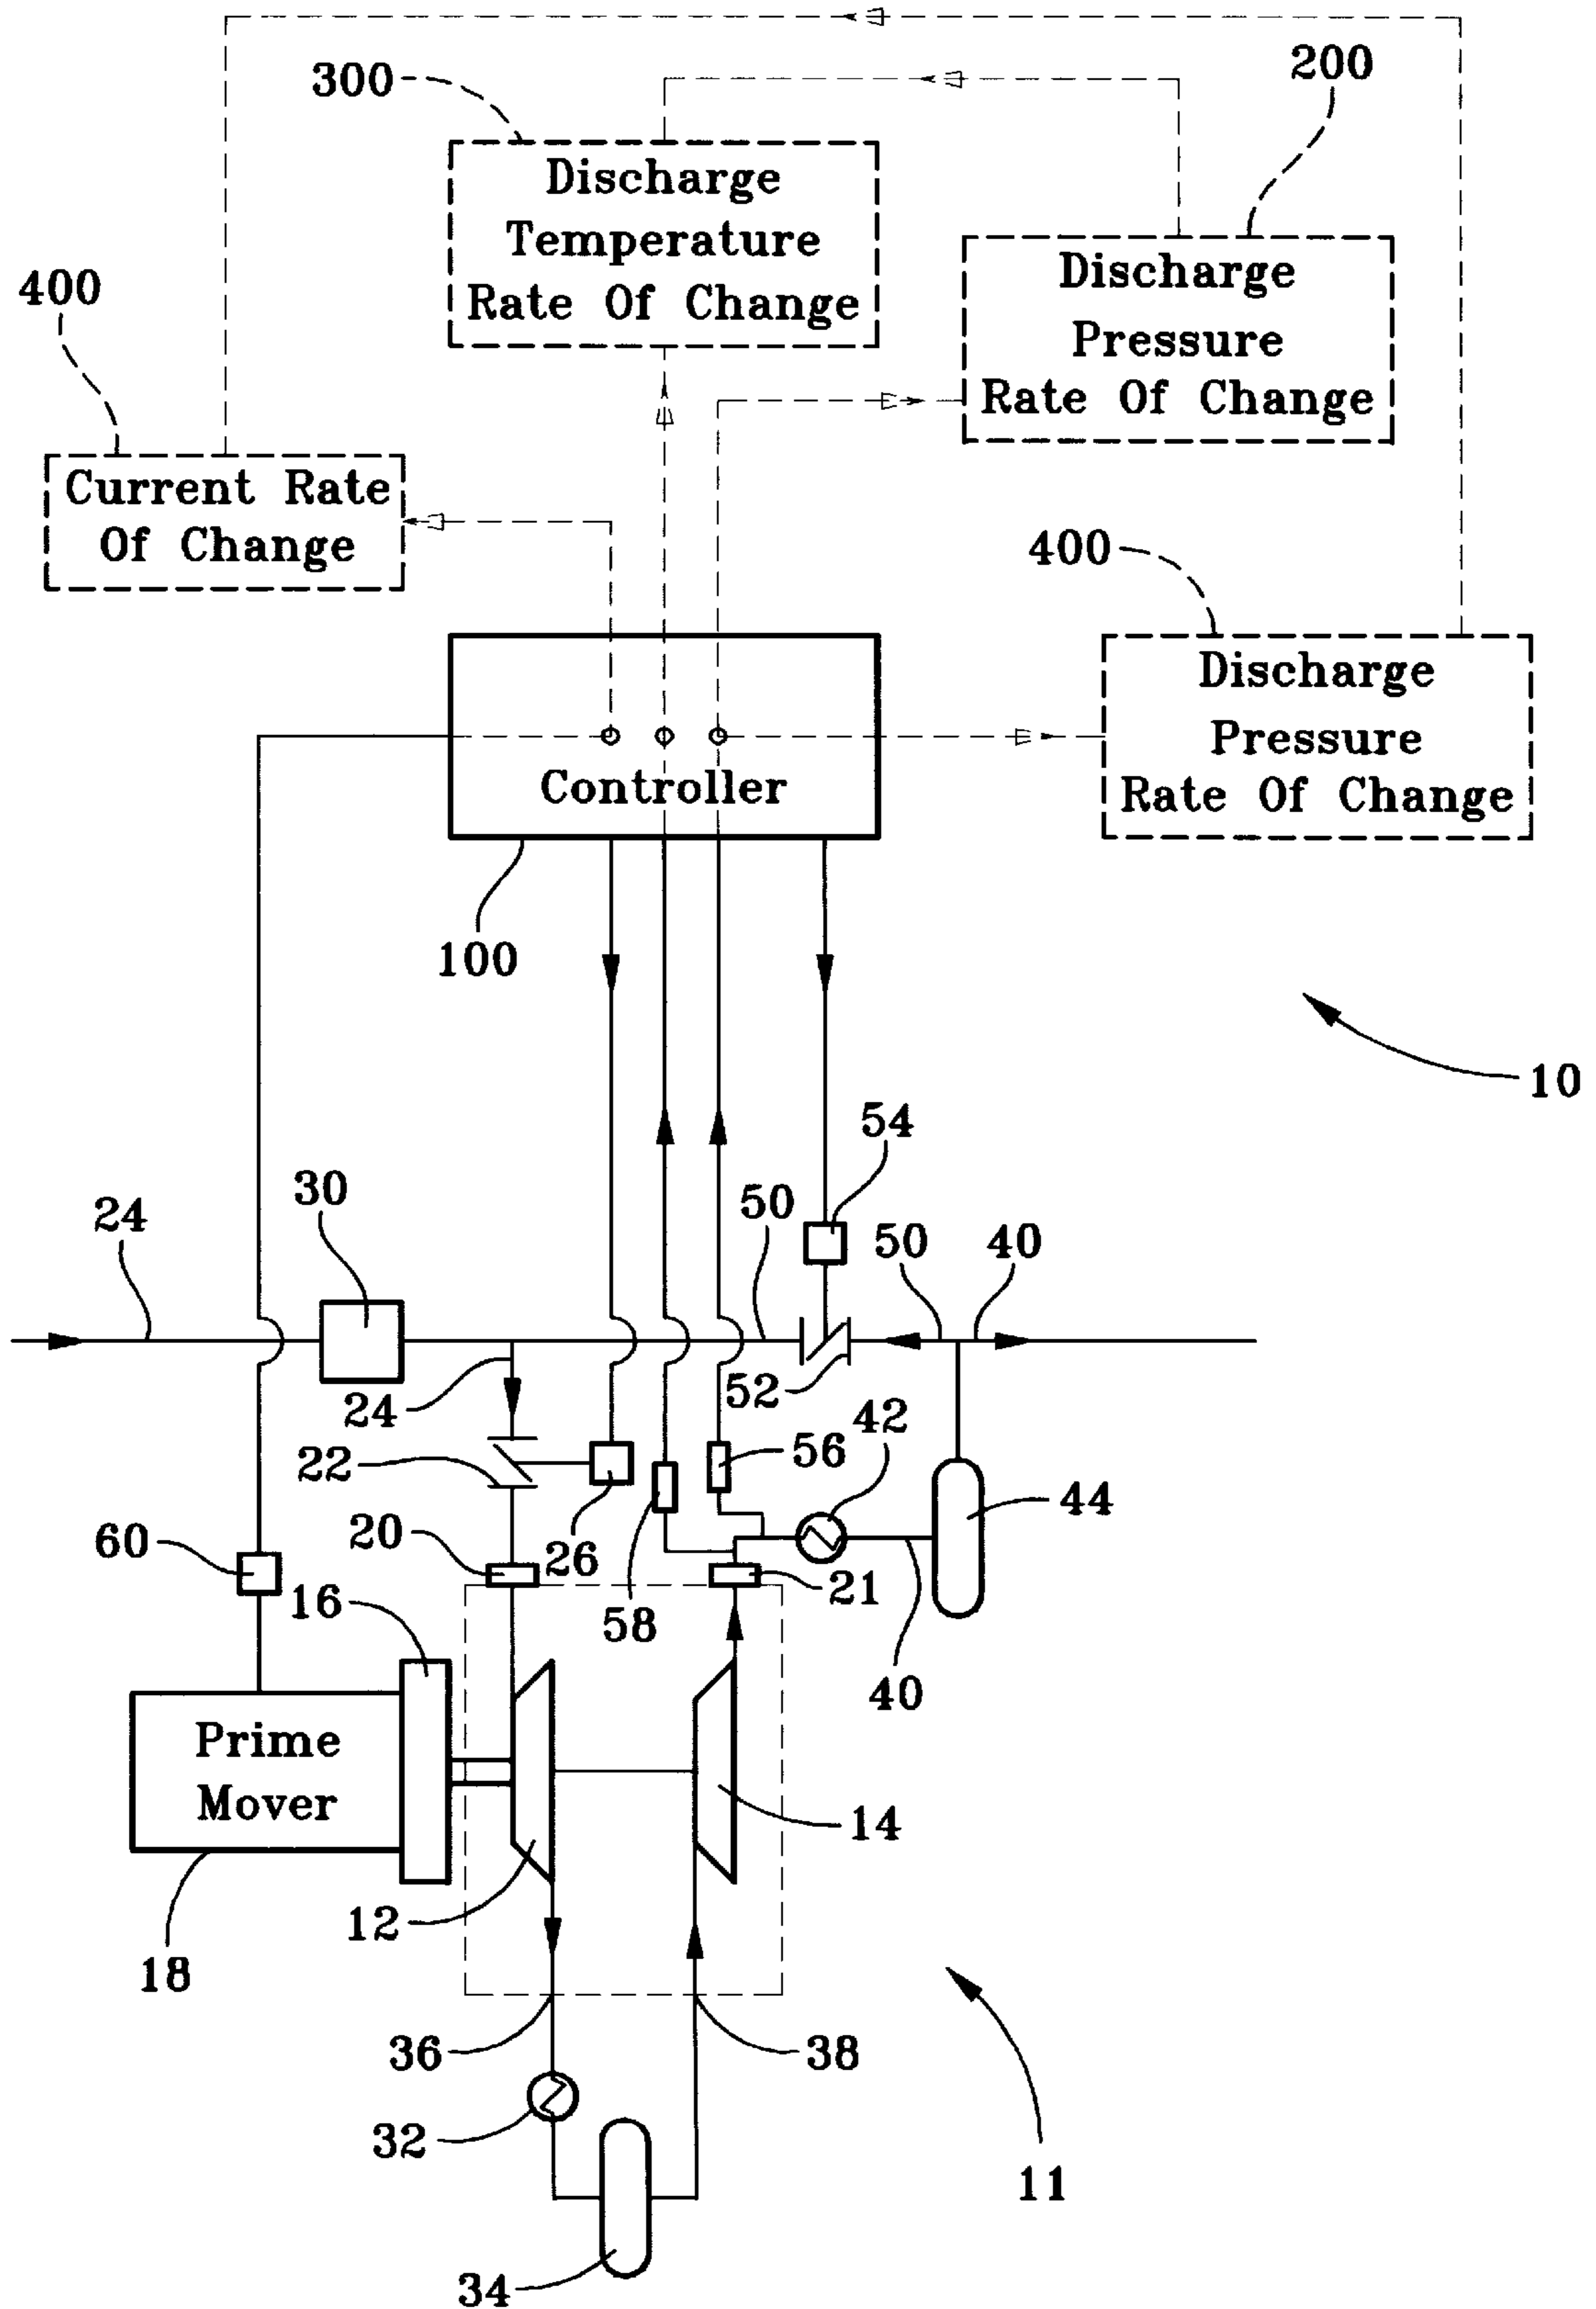 300
200
Discharge
Temperature
Rate Of Change
Discharge
Pressure
Rate Of Change
400
Current Rate
Of Change
400
Discharge
Pressure
Rate Of Change
Controller
100
10
54
30
24
50
50
40
24
52
42
22
56
44
60
20
26
21
16
58
40
Prime
Mover
14
12
18
36
38
32
11
34